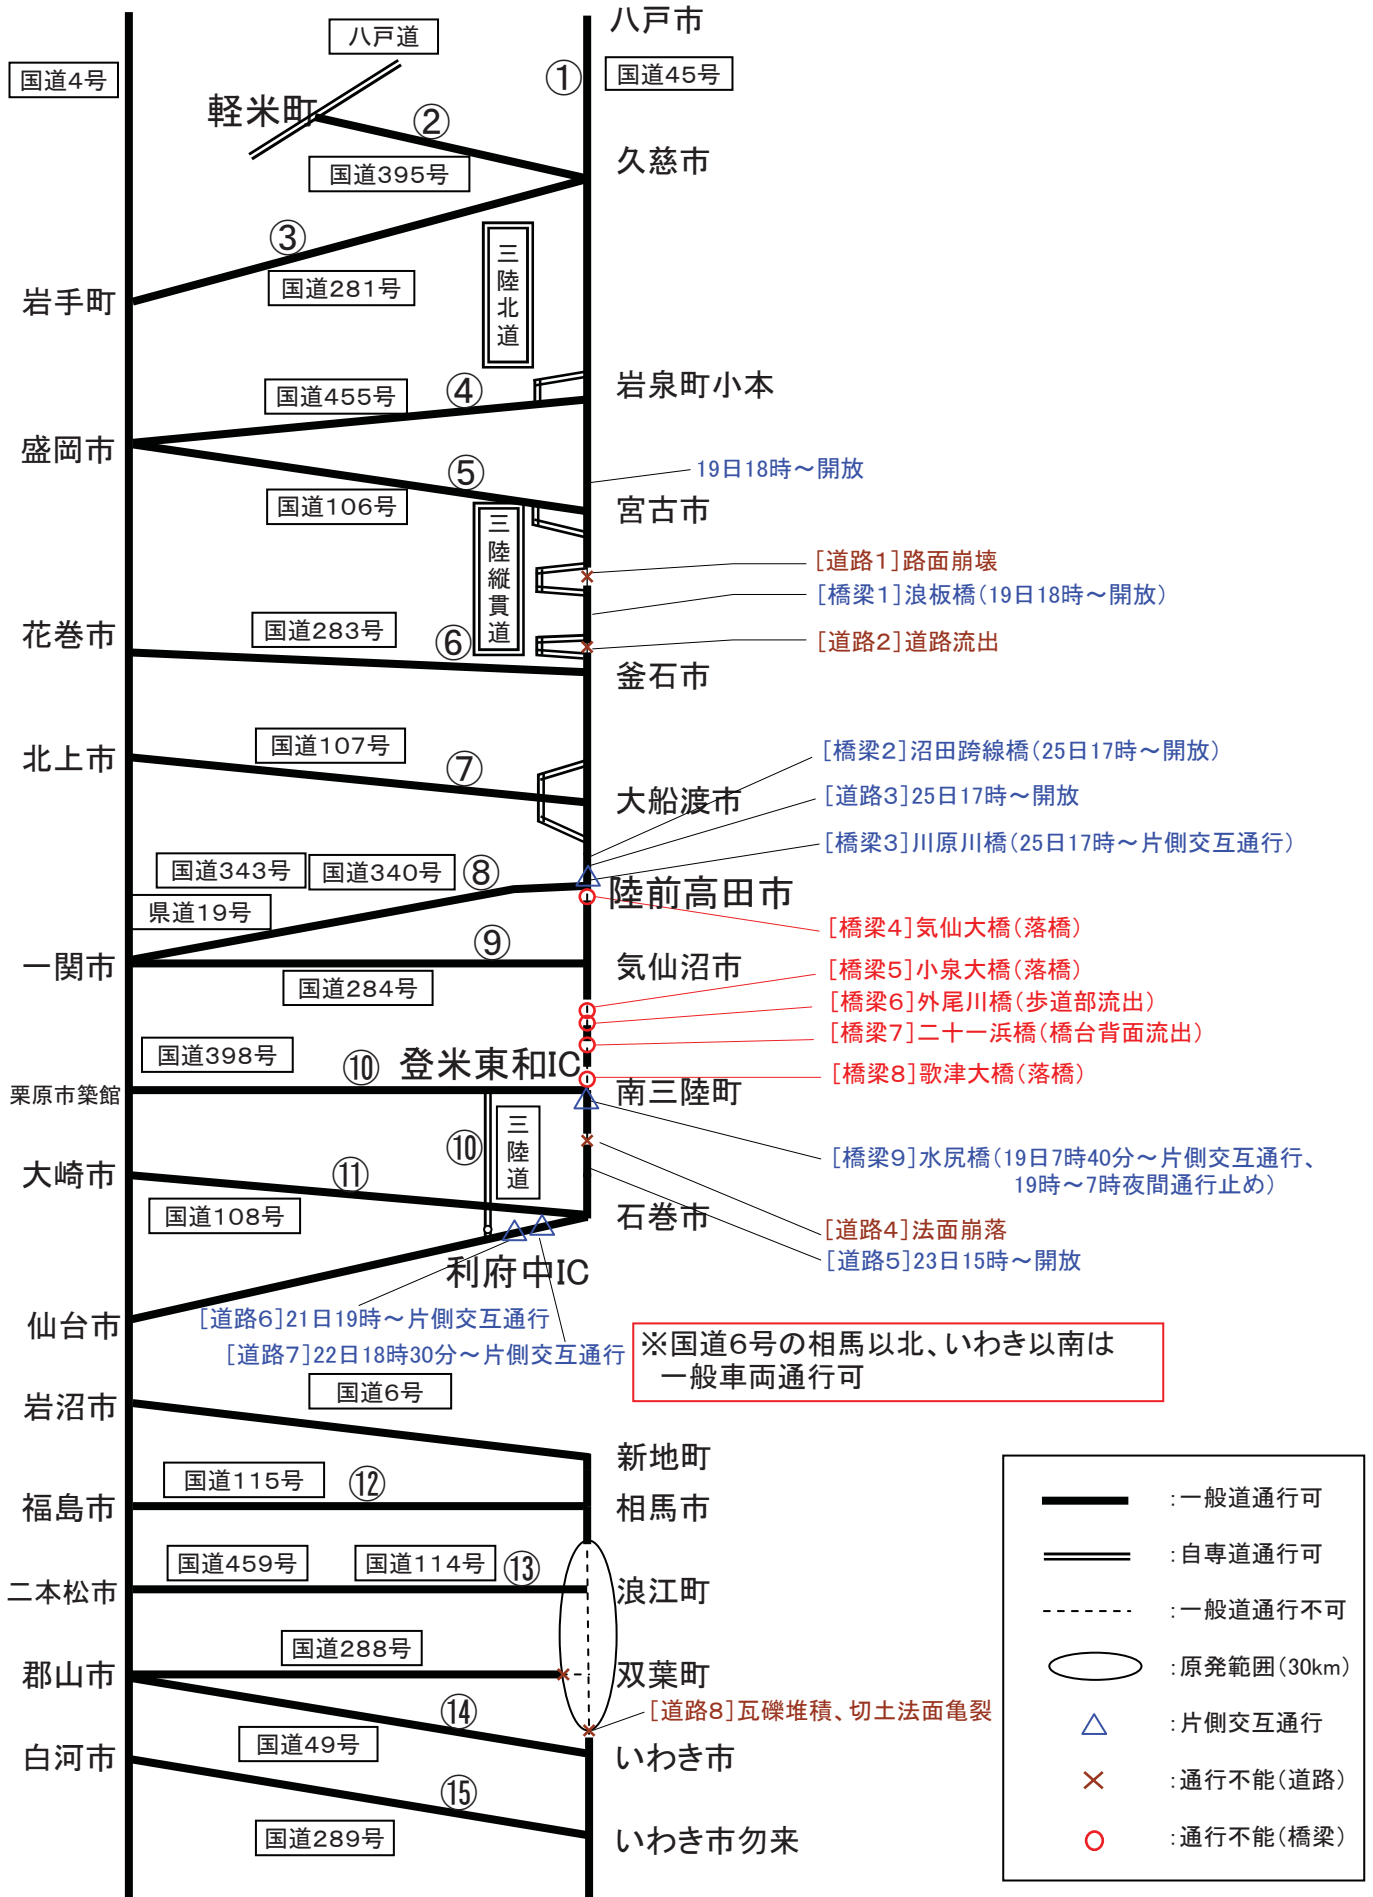 八戸市
八戸道
国道4号
①
国道45号
軽米町
②
久慈市
国道395号
③
三陸北道
国道281号
岩手町
岩泉町小本
国道455号
④
盛岡市
⑤
19日18時～開放
国道106号
宮古市
三陸縦貫道
[道路1]路面崩壊
[橋梁1]浪板橋(19日18時～開放)
花巻市
国道283号
⑥
[道路2]道路流出
釜石市
北上市
国道107号
⑦
[橋梁2]沼田跨線橋(25日17時～開放)
大船渡市
[道路3]25日17時～開放
[橋梁3]川原川橋(25日17時～片側交互通行)
国道343号
国道340号
⑧
陸前高田市
県道19号
[橋梁4]気仙大橋(落橋)
⑨
一関市
気仙沼市
[橋梁5]小泉大橋(落橋)
国道284号
[橋梁6]外尾川橋(歩道部流出)
[橋梁7]二十一浜橋(橋台背面流出)
国道398号
⑩
登米東和IC
[橋梁8]歌津大橋(落橋)
栗原市築館
南三陸町
三陸道
⑩
[橋梁9]水尻橋(19日7時40分～片側交互通行、
19時～7時夜間通行止め)
大崎市
⑪
国道108号
石巻市
[道路4]法面崩落
[道路5]23日15時～開放
利府中IC
[道路6]21日19時～片側交互通行
仙台市
[道路7]22日18時30分～片側交互通行
※国道6号の相馬以北、いわき以南は
一般車両通行可
国道6号
岩沼市
新地町
国道115号
⑫
福島市
相馬市
国道459号
国道114号
⑬
二本松市
浪江町
国道288号
郡山市
双葉町
⑭
[道路8]瓦礫堆積、切土法面亀裂
国道49号
白河市
いわき市
⑮
国道289号
いわき市勿来
:一般道通行可
:自専道通行可
:一般道通行不可
:原発範囲(30km)
:片側交互通行
:通行不能(道路)
:通行不能(橋梁)